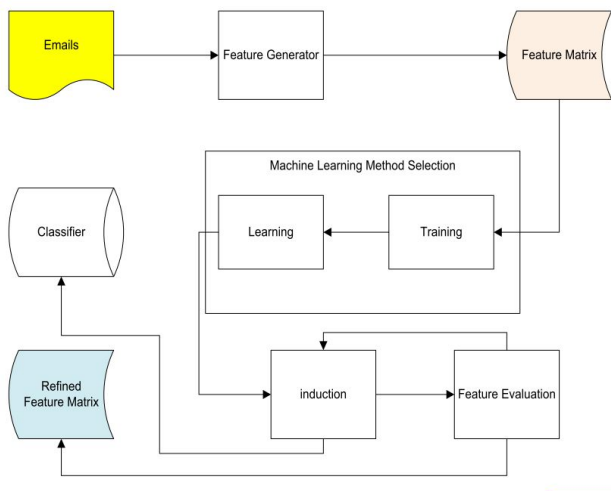 Emails
Feature Generator
Feature Matrix
Machine Learning Method Selection
Classifier
Learning
Training
Refined
Feature Matrix
induction
Feature Evaluation